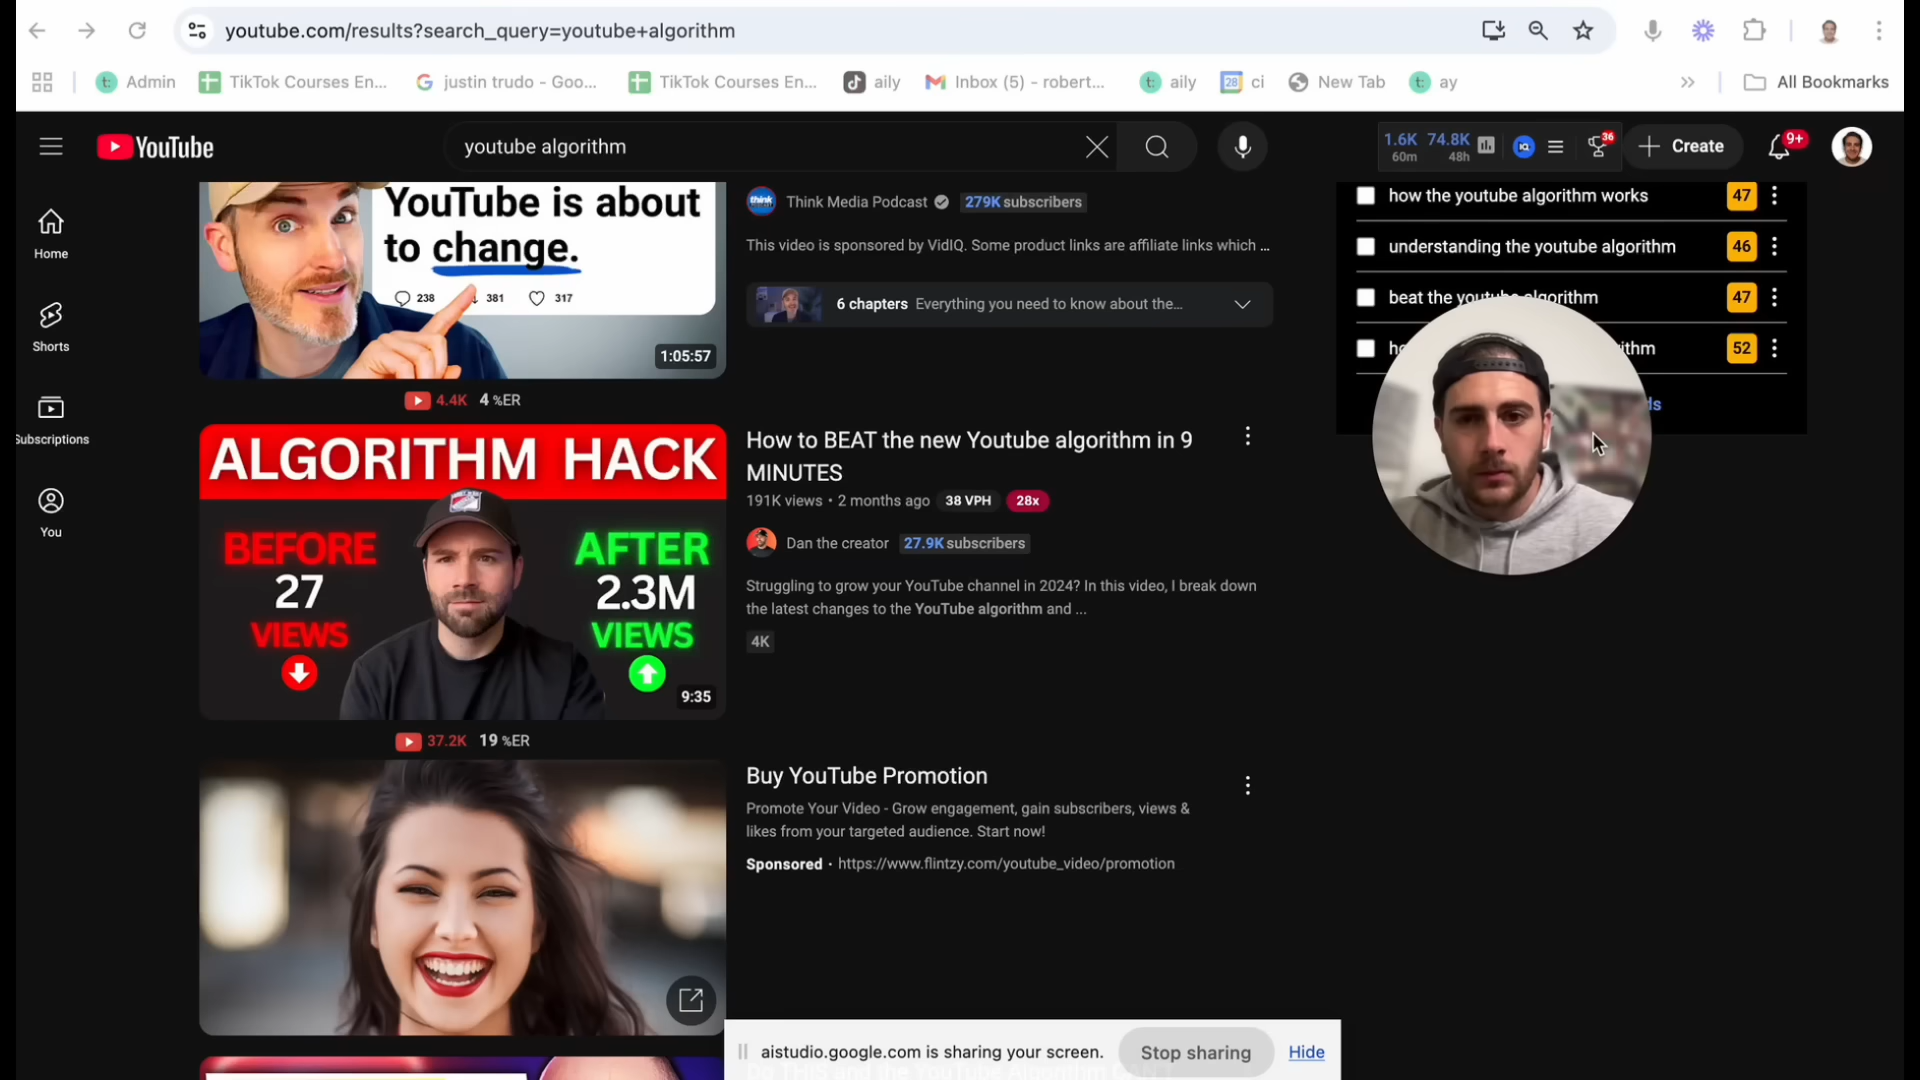 youtube.com/results?search_query=youtube+algorithm
Admin
TikTok Courses En...
justin trudo - Goo...
TikTok Courses En...
aily
Inbox (5) - robert...
aily
28
ci
New Tab
ay
»
All Bookmarks
YouTube
youtube algorithm
1.6K
60m
74.8K
48h
IQ
36
Create
9+
Home
Shorts
Subscriptions
You
YouTube is about
to change.
238
381
317
1:05:57
4.4K 4 %ER
think
Think Media Podcast
279K subscribers
This video is sponsored by VidIQ. Some product links are affiliate links which ...
6 chapters Everything you need to know about the...
how the youtube algorithm works 47
understanding the youtube algorithm 46
beat the youtube algorithm 47
52
ALGORITHM HACK
BEFORE
27
VIEWS
AFTER
2.3M
VIEWS
9:35
37.2K 19 %ER
How to BEAT the new Youtube algorithm in 9
MINUTES
191K views • 2 months ago 38 VPH 28x
Dan the creator 27.9K subscribers
Struggling to grow your YouTube channel in 2024? In this video, I break down
the latest changes to the YouTube algorithm and ...
4K
Buy YouTube Promotion
Promote Your Video - Grow engagement, gain subscribers, views &
likes from your targeted audience. Start now!
Sponsored • https://www.flintzy.com/youtube_video/promotion
aistudio.google.com is sharing your screen.
Stop sharing
Hide